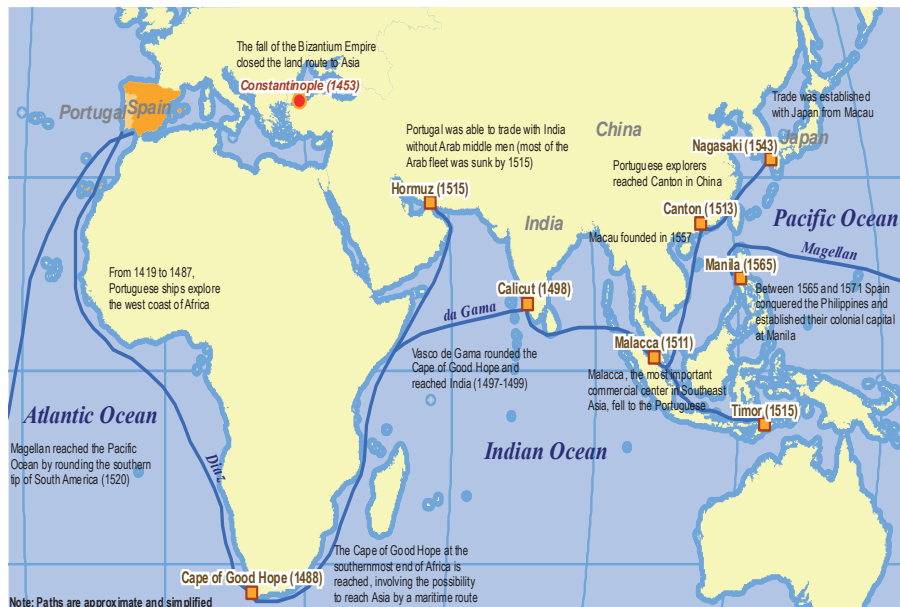 The fall of the Bizantium Empire
closed the land route to Asia
Constantinople (1453)
Portugal
Spain
China
Trade was established
with Japan from Macau
Japan
Nagasaki (1543)
Portugal was able to trade with India
without Arab middle men (most of the
Arab fleet was sunk by 1515)
Hormuz (1515)
Portuguese explorers
reached Canton in China
Canton (1513)
India
Macau founded in 1557
Pacific Ocean
Magellan
Manila (1565)
Between 1565 and 1571 Spain
conquered the Philippines and
established their colonial capital
at Manila
From 1419 to 1487,
Portuguese ships explore
the west coast of Africa
Calicut (1498)
da Gama
Vasco de Gama rounded the
Cape of Good Hope and
reached India (1497-1499)
Malacca (1511)
Malacca, the most important
commercial center in Southeast
Asia, fell to the Portuguese
Timor (1515)
Atlantic Ocean
Indian Ocean
Magellan reached the Pacific
Ocean by rounding the southern
tip of South America (1520)
Diaz
Cape of Good Hope (1488)
The Cape of Good Hope at the
southernmost end of Africa is
reached, involving the possibility
to reach Asia by a maritime route
Note: Paths are approximate and simplified